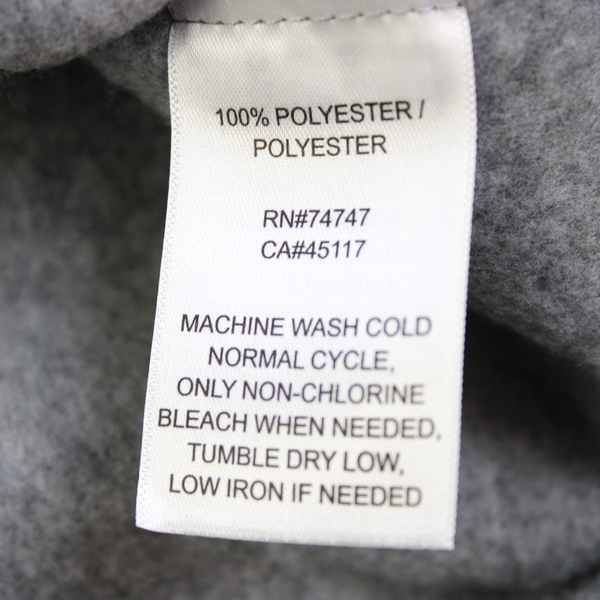 100% POLYESTER /
POLYESTER
RN#74747
CA#45117
MACHINE WASH COLD
NORMAL CYCLE,
ONLY NON-CHLORINE
BLEACH WHEN NEEDED,
TUMBLE DRY LOW,
LOW IRON IF NEEDED